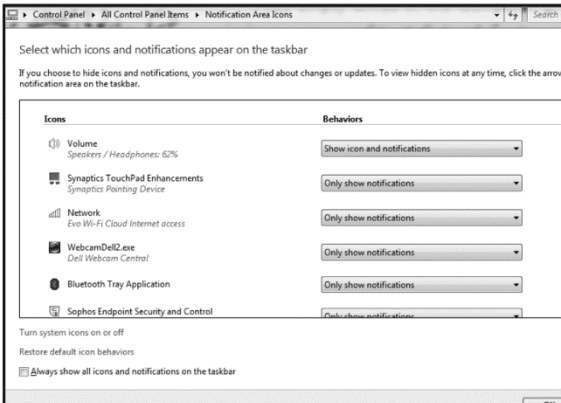 Control Panel ▸ All Control Panel Items ▸ Notification Area Icons
Search
Select which icons and notifications appear on the taskbar
If you choose to hide icons and notifications, you won't be notified about changes or updates. To view hidden icons at any time, click the arrow
notification area on the taskbar.
Icons Behaviors
Volume Show icon and notifications
Speakers / Headphones: 62%
Synaptics TouchPad Enhancements Only show notifications
Synaptics Pointing Device
Network Only show notifications
Evo Wi-Fi Cloud Internet access
WebcamDell2.exe Only show notifications
Dell Webcam Central
Bluetooth Tray Application Only show notifications
Sophos Endpoint Security and Control Only show notifications
Turn system icons on or off
Restore default icon behaviors
Always show all icons and notifications on the taskbar